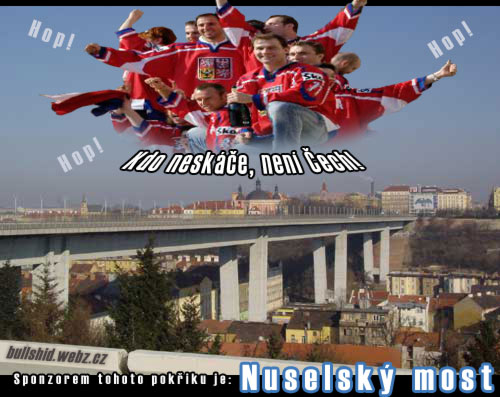 Hop!
Hop!
Hop!
Kdo neskáče, není Čech!
bullshid.webz.cz
Sponzorem tohoto pokřiku je: Nuselský most